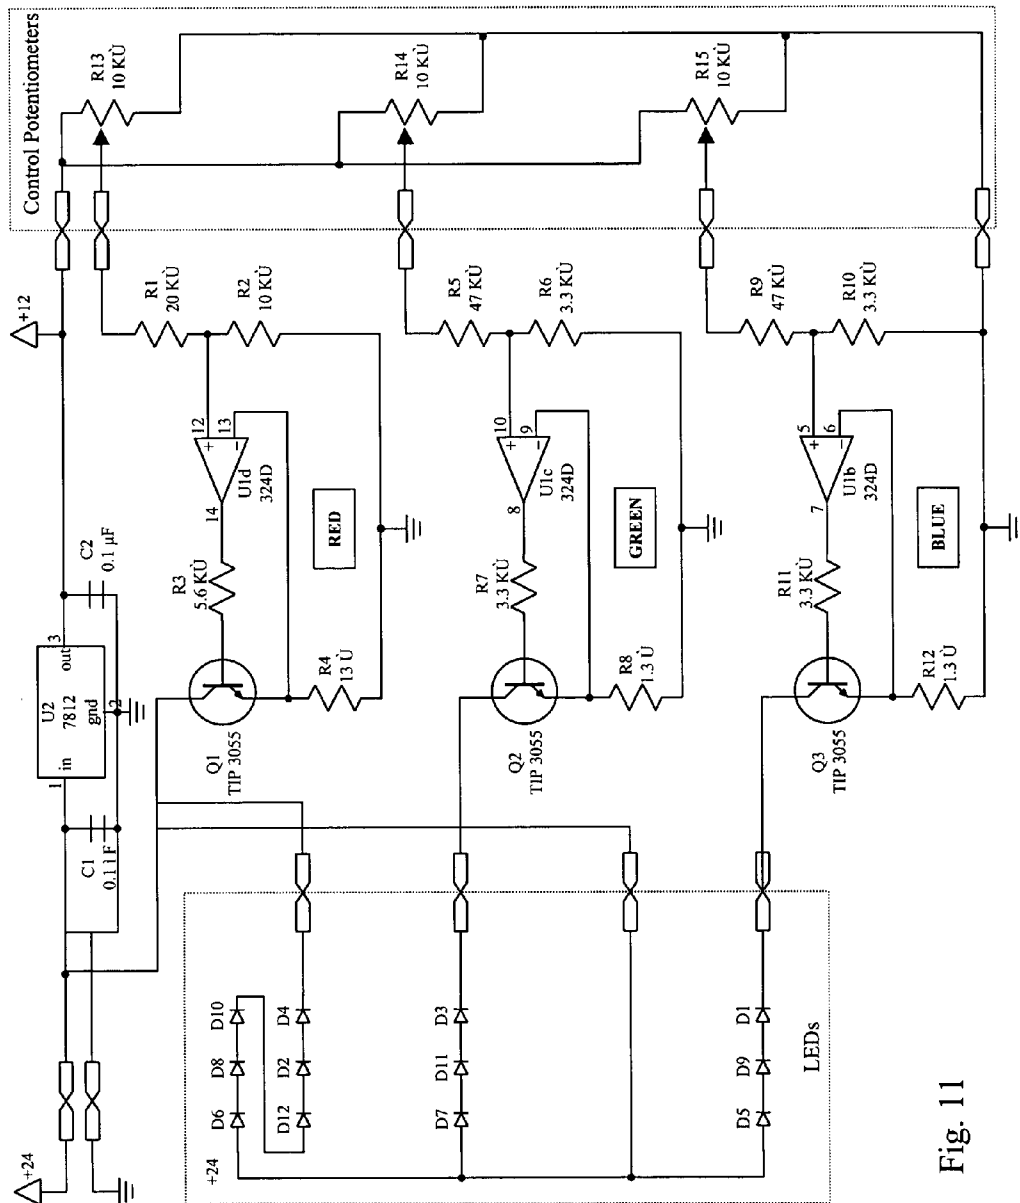 Control Potentiometers
R13
10 KÙ
R14
10 KÙ
R15
10 KÙ
+12
R1
20 KÙ
R2
10 KÙ
R5
47 KÙ
R6
3.3 KÙ
R9
47 KÙ
R10
3.3 KÙ
12
13
+
−
U1d
324D
14
10
9
+
−
U1c
324D
8
5
6
+
−
U1b
324D
7
RED
GREEN
BLUE
C2
0.1 µF
R3
5.6 KÙ
R7
3.3 KÙ
R11
3.3 KÙ
3
out
U2
7812
gnd
2
in
1
R4
13 Ù
R8
1.3 Ù
R12
1.3 Ù
Q1
TIP 3055
Q2
TIP 3055
Q3
TIP 3055
C1
0.1ìF
D10
D4
D8
D2
D6
D12
D3
D11
D7
D1
D9
D5
LEDs
+24
+24
Fig. 11